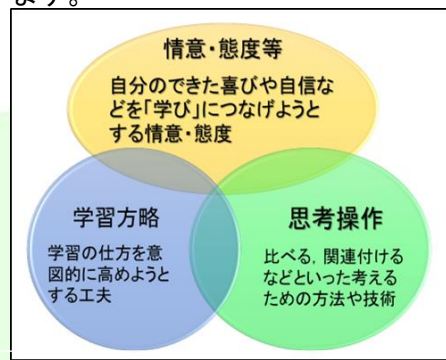 ます。
情意・態度等
自分のできた喜びや自信な
どを「学び」につなげようと
する情意・態度
学習方略
学習の仕方を意
図的に高めようと
する工夫
思考操作
比べる，関連付ける
などといった考える
ための方法や技術